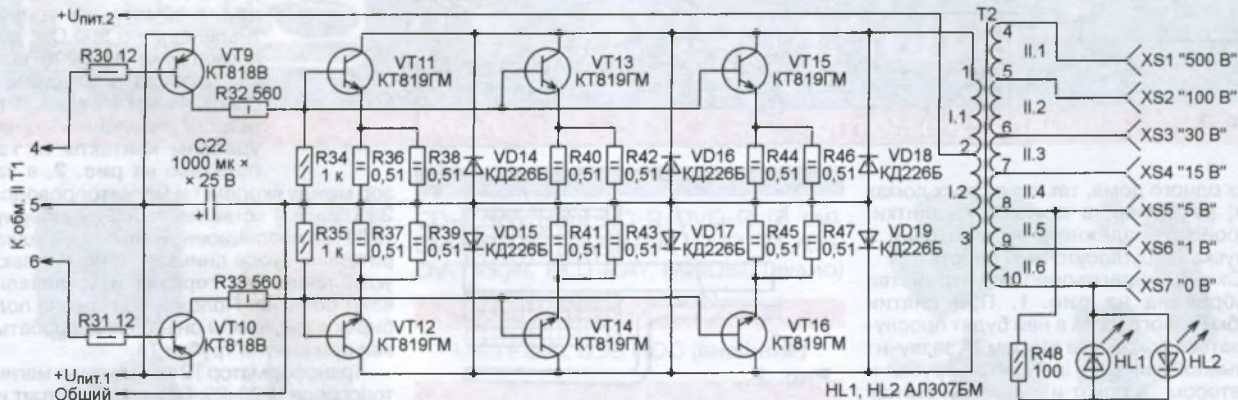 +Uпит.2
R30 12
VT9
КТ818В
R32 560
VT11
КТ819ГМ
VT13
КТ819ГМ
VT15
КТ819ГМ
T2
4
II.1
XS1 "500 В"
1
5
XS2 "100 В"
II.2
I.1
6
XS3 "30 В"
II.3
2
7
XS4 "15 В"
II.4
I.2
8
XS5 "5 В"
II.5
3
9
XS6 "1 В"
II.6
10
XS7 "0 В"
К обм. II T1
4
5
6
C22
1000 мк ×
× 25 В
+
R34
1 к
R36
0,51
R38
0,51
VD14
КД226Б
R40
0,51
R42
0,51
VD16
КД226Б
R44
0,51
R46
0,51
VD18
КД226Б
R35
1 к
R37
0,51
R39
0,51
VD15
КД226Б
R41
0,51
R43
0,51
VD17
КД226Б
R45
0,51
R47
0,51
VD19
КД226Б
R33 560
R31 12
VT10
КТ818В
VT12
КТ819ГМ
VT14
КТ819ГМ
VT16
КТ819ГМ
R48
100
HL1
HL2
HL1, HL2 АЛ307БМ
+Uпит.1
Общий